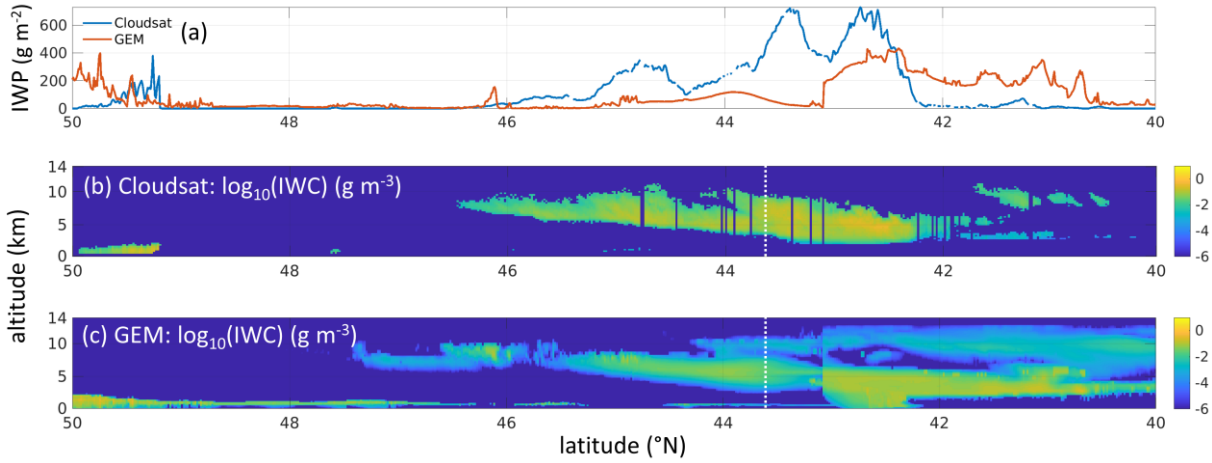 Cloudsat
GEM
(a)
IWP (g m⁻²)
600
400
200
0
50 48 46 44 42 40
(b) Cloudsat: log₁₀(IWC) (g m⁻³)
14
10
5
0
50 48 46 44 42 40
0
-2
-4
-6
altitude (km)
(c) GEM: log₁₀(IWC) (g m⁻³)
14
10
5
0
50 48 46 44 42 40
0
-2
-4
-6
latitude (°N)